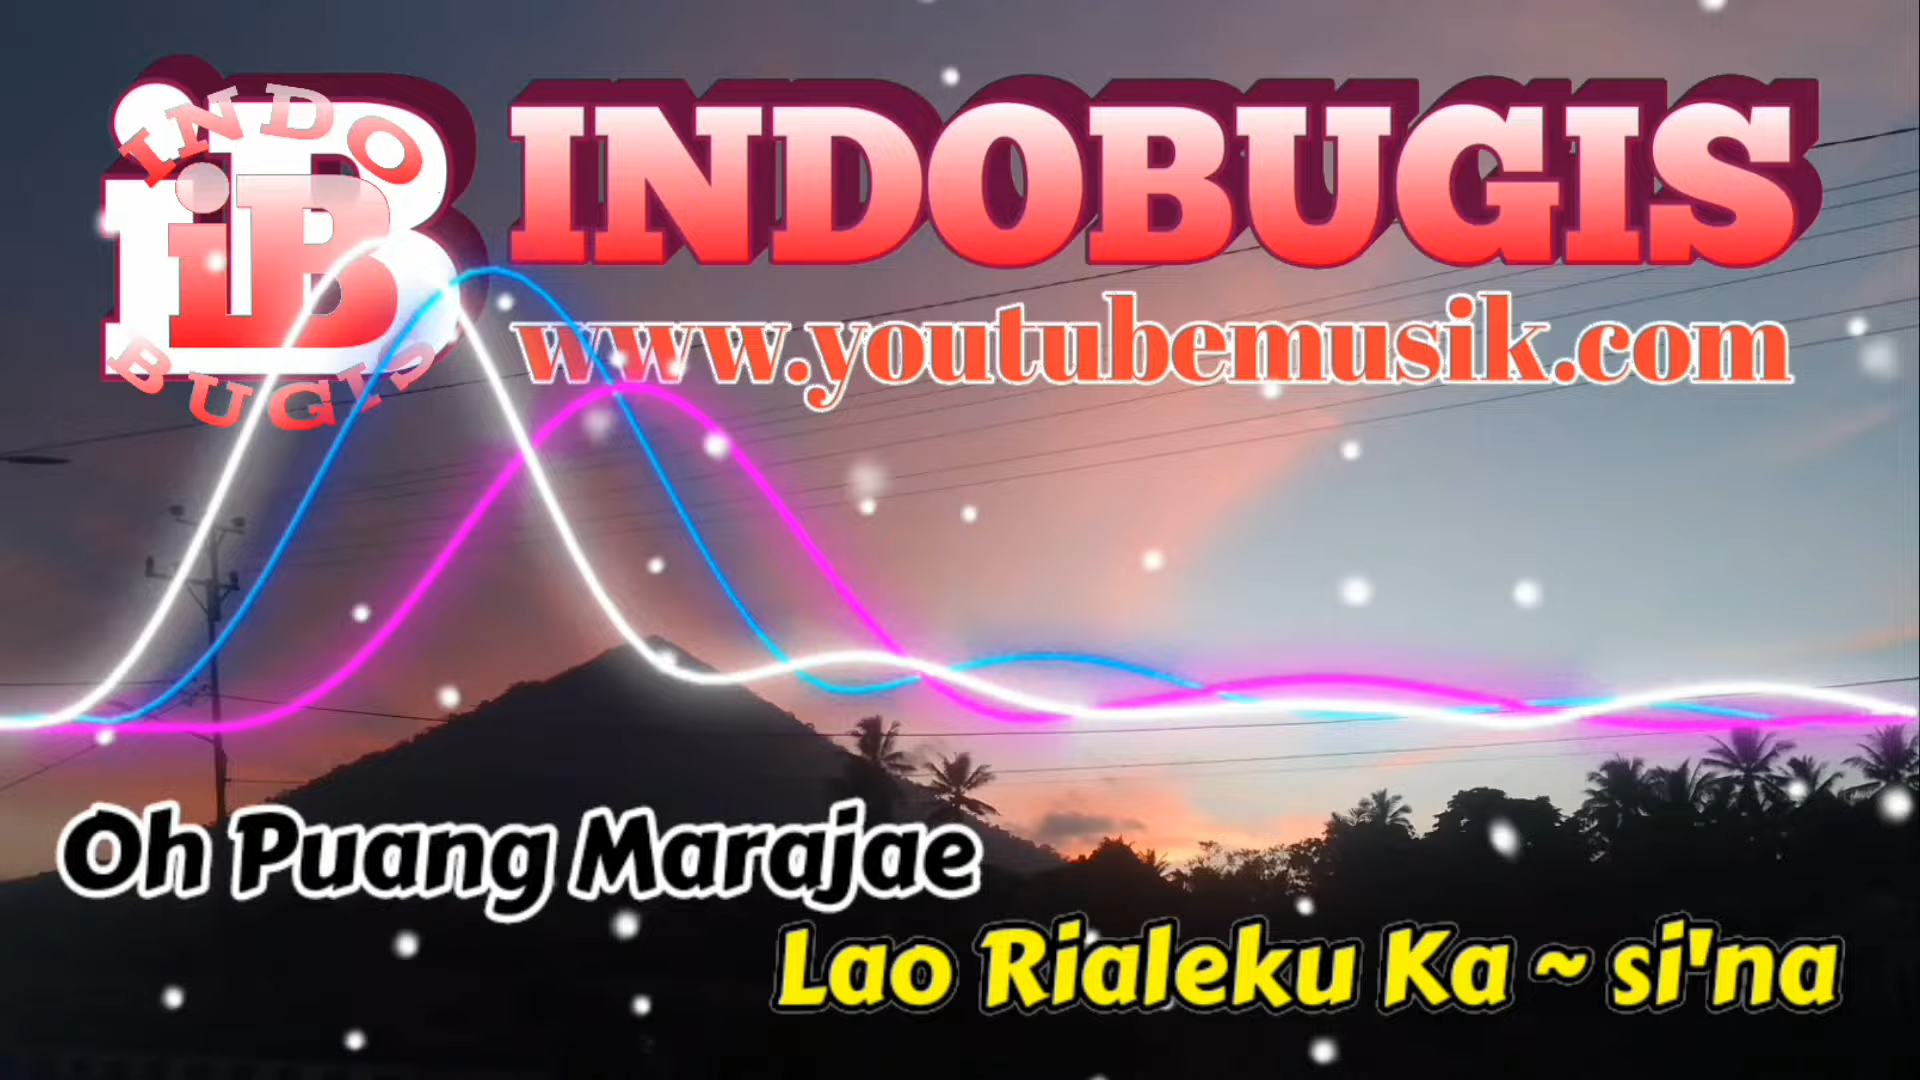 INDO
iB
BUGIS
INDOBUGIS
www.youtubemusik.com
Oh Puang Marajae
Lao Rialeku Ka ~ si'na